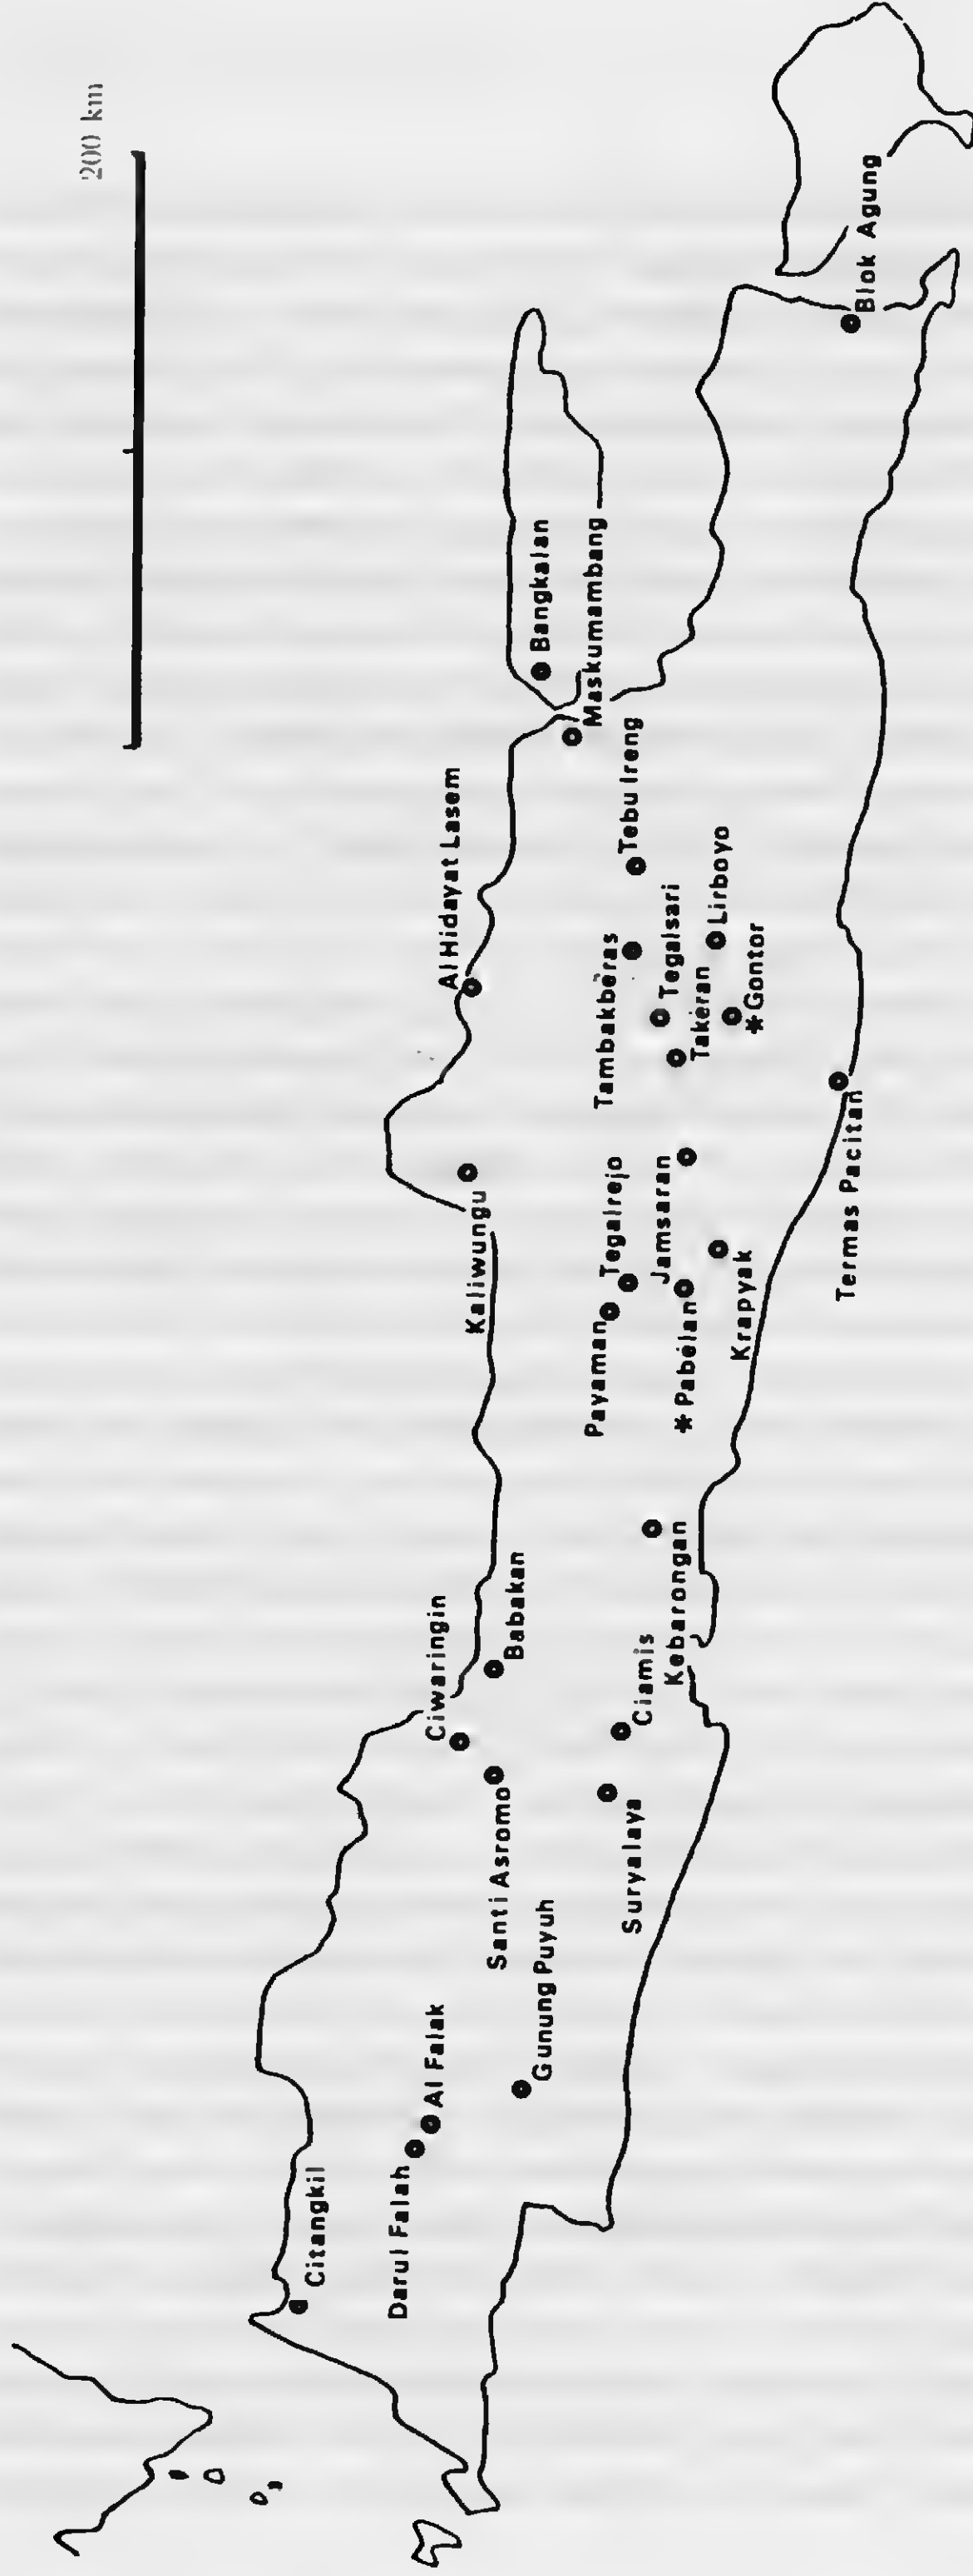 200 km
Citangkil
Darul Falah
Al Falak
Gunung Puyuh
Santi Asromo
Ciwaringin
Babakan
Suryalaya
Ciamis
Kebarongan
Kaliwungu
Payaman
Tegalrejo
*Pabelan
Jamsaran
Krapyak
Al Hidayat Lasem
Tambakberas
Tegalsari
Takeran
*Gontor
Lirboyo
Tebu Ireng
Termas Pacitan
Bangkalan
Maskumambang
Blok Agung